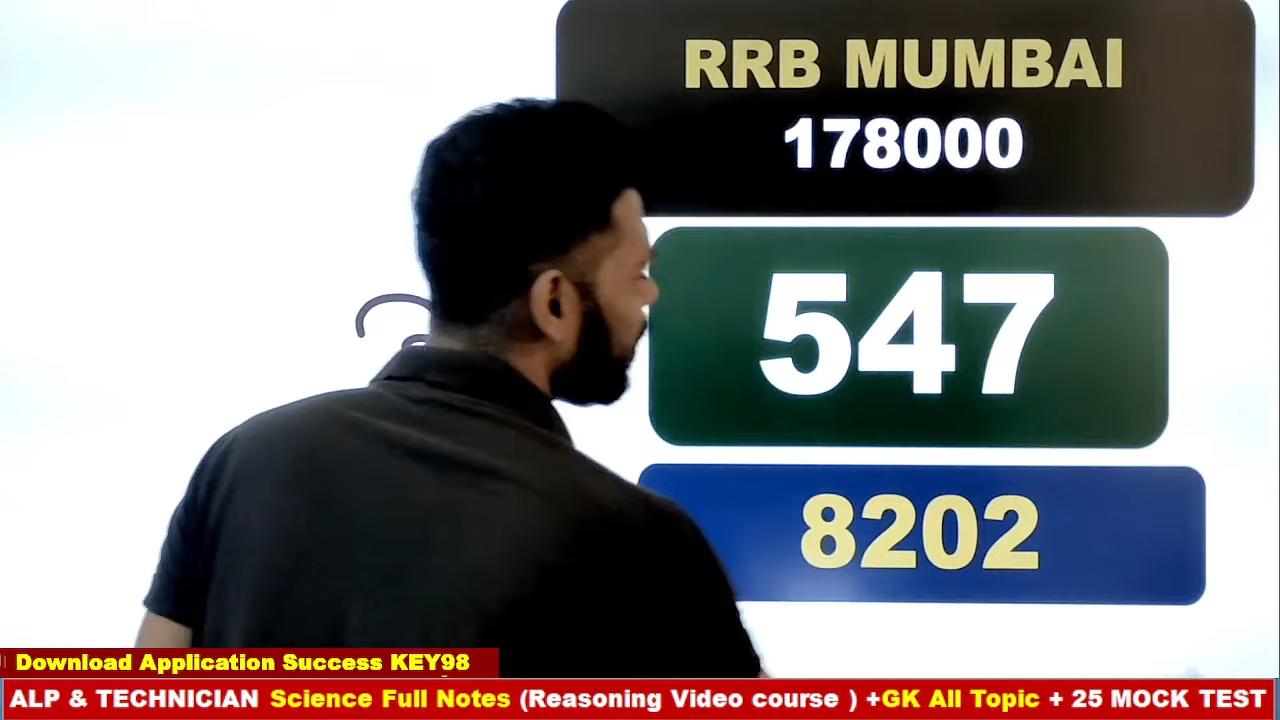 RRB MUMBAI
178000
547
8202
Download Application Success KEY98
ALP & TECHNICIAN Science Full Notes (Reasoning Video course ) +GK All Topic + 25 MOCK TEST